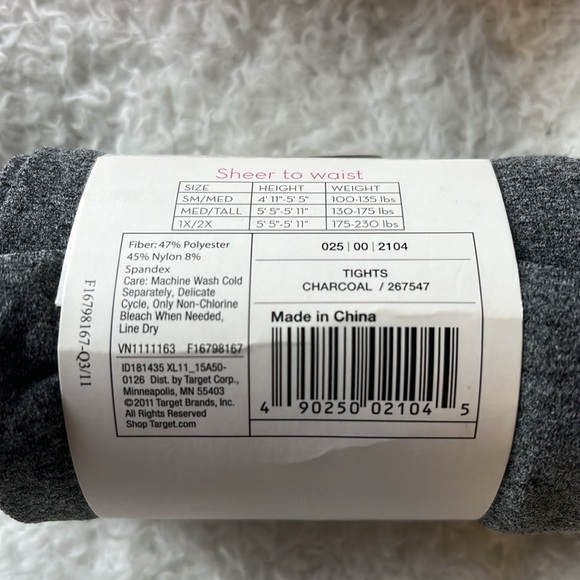 Sheer to waist
SIZE HEIGHT WEIGHT
SM/MED 4' 11"-5' 5" 100-135 lbs
MED/TALL 5' 5"-5' 11" 130-175 lbs
1X/2X 5' 5"-5' 11" 175-230 lbs
Fiber: 47% Polyester
45% Nylon 8%
Spandex
Care: Machine Wash Cold
Separately, Delicate
Cycle, Only Non-Chlorine
Bleach When Needed,
Line Dry
VN1111163 F16798167
ID181435 XL11_15A50-
0126 Dist. by Target Corp.,
Minneapolis, MN 55403
©2011 Target Brands, Inc.
All Rights Reserved
Shop Target.com
025 | 00 | 2104
TIGHTS
CHARCOAL / 267547
Made in China
4 90250 02104 5
F16798167-Q3/11